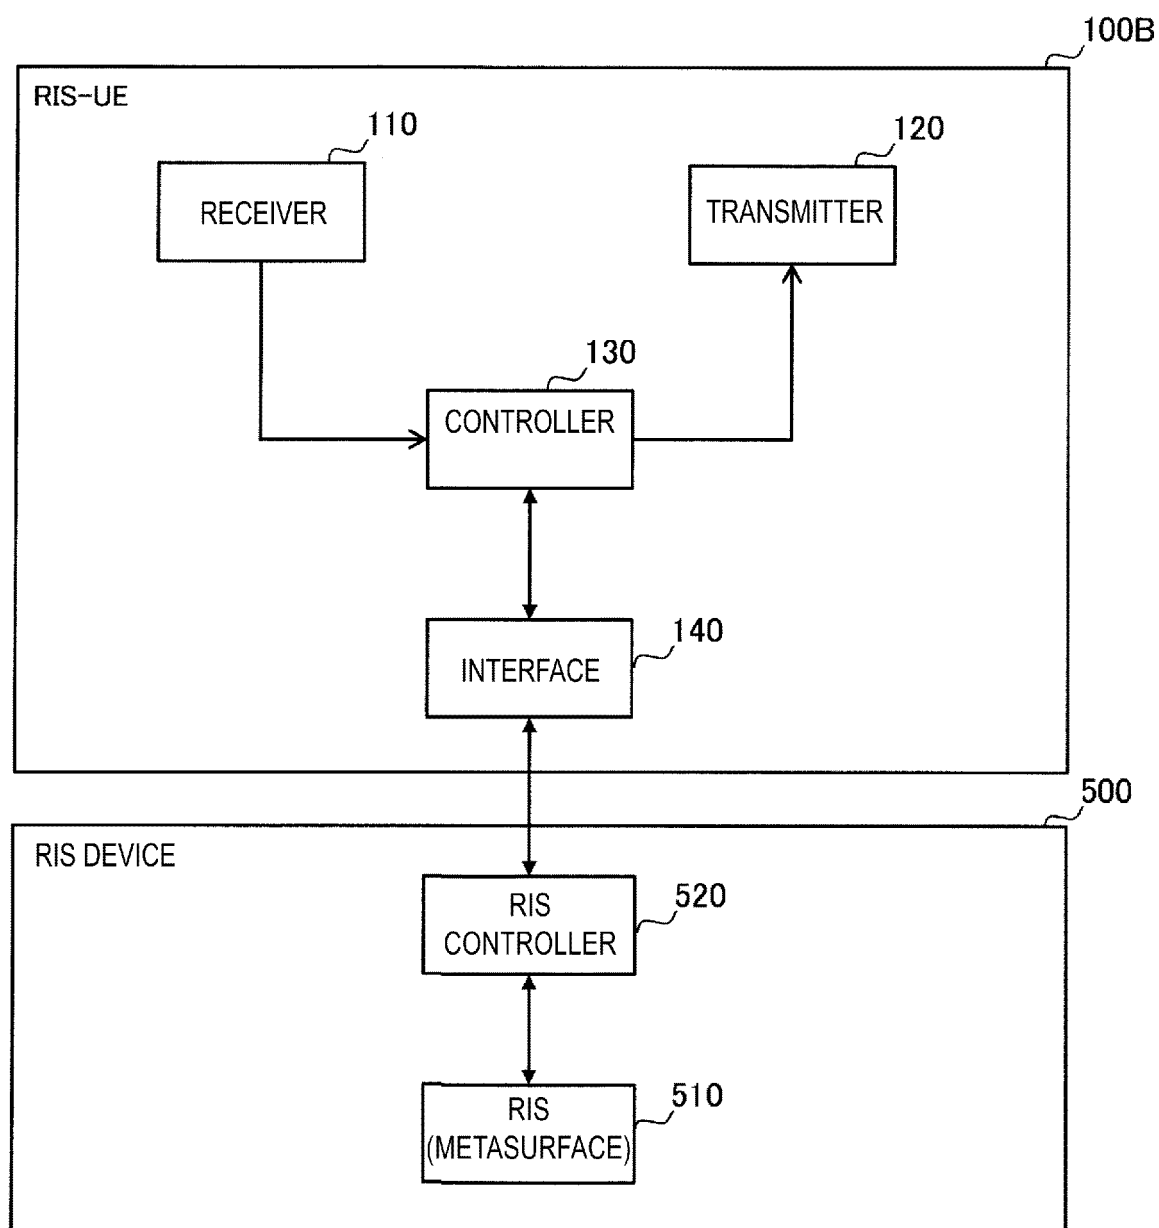 100B
RIS-UE
110
120
RECEIVER
TRANSMITTER
130
CONTROLLER
140
INTERFACE
500
RIS DEVICE
520
RIS
CONTROLLER
510
RIS
(METASURFACE)